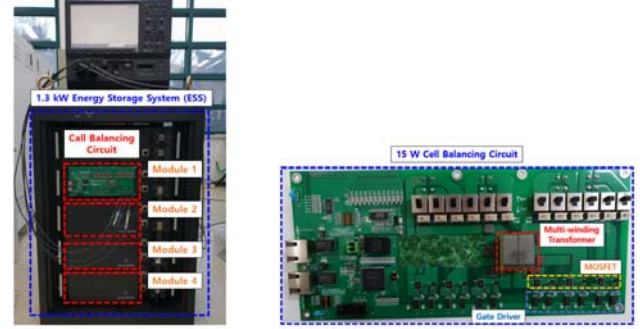 1.3 kW Energy Storage System (ESS)
Call Balancing
Circuit
Module 1
Module 2
Module 3
Module 4
15 W Cell Balancing Circuit
Multi-winding
Transformer
MOSFET
Gate Driver